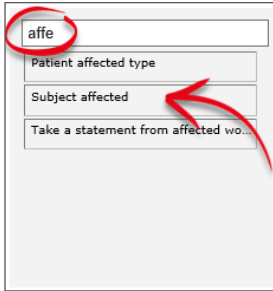 affe
Patient affected type
Subject affected
Take a statement from affected wo...